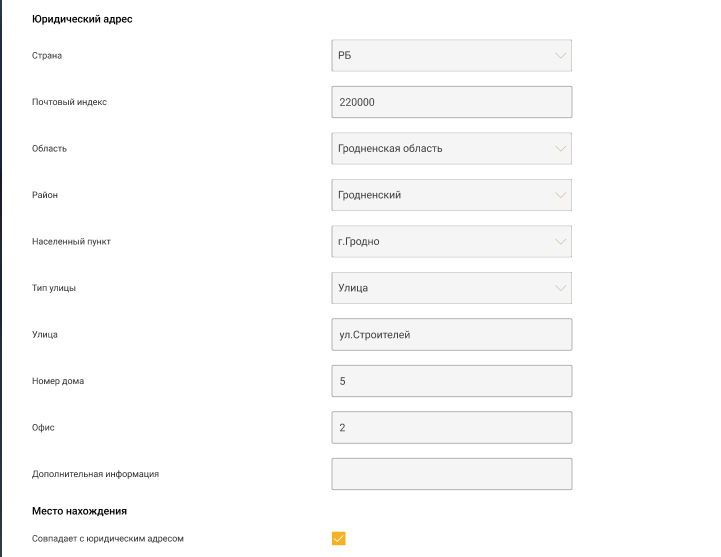 Юридический адрес
Страна РБ
Почтовый индекс 220000
Область Гродненская область
Район Гродненский
Населенный пункт г.Гродно
Тип улицы Улица
Улица ул.Строителей
Номер дома 5
Офис 2
Дополнительная информация
Место нахождения
Совпадает с юридическим адресом